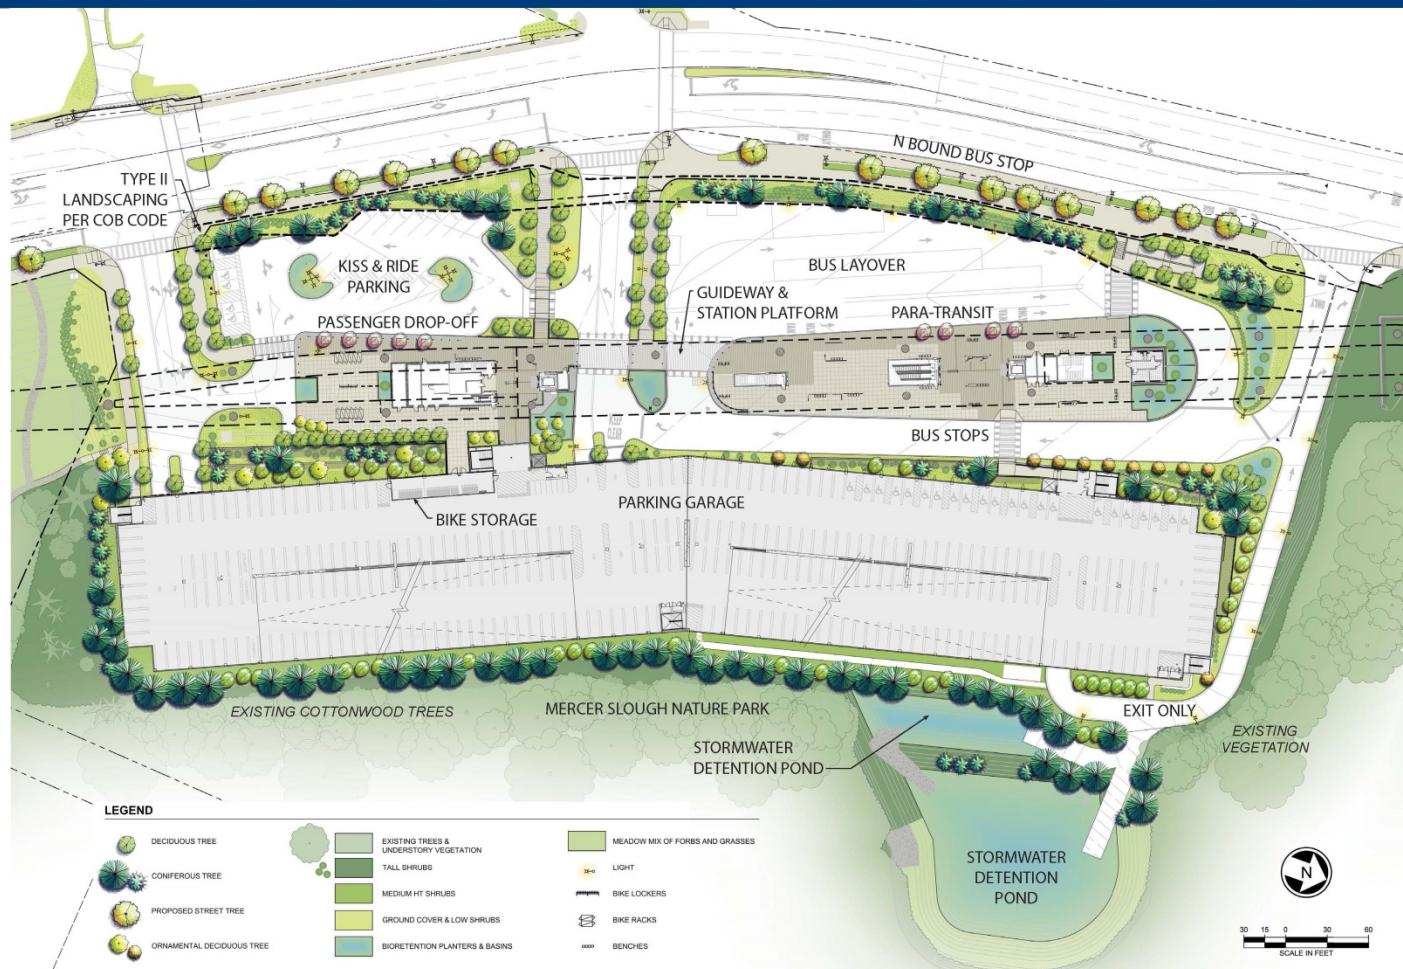 N BOUND BUS STOP
TYPE II
LANDSCAPING
PER COB CODE
KISS & RIDE
PARKING
BUS LAYOVER
GUIDEWAY &
STATION PLATFORM
PASSENGER DROP-OFF
PARA-TRANSIT
KEEP
CLEAR
BUS STOPS
PARKING GARAGE
BIKE STORAGE
EXISTING COTTONWOOD TREES
MERCER SLOUGH NATURE PARK
EXIT ONLY
EXISTING
VEGETATION
STORMWATER
DETENTION POND
STORMWATER
DETENTION
POND
LEGEND
DECIDUOUS TREE
CONIFEROUS TREE
PROPOSED STREET TREE
ORNAMENTAL DECIDUOUS TREE
EXISTING TREES &
UNDERSTORY VEGETATION
TALL SHRUBS
MEDIUM HT SHRUBS
GROUND COVER & LOW SHRUBS
BIORETENTION PLANTERS & BASINS
MEADOW MIX OF FORBS AND GRASSES
LIGHT
BIKE LOCKERS
BIKE RACKS
BENCHES
N
30 15 0 30 60
SCALE IN FEET